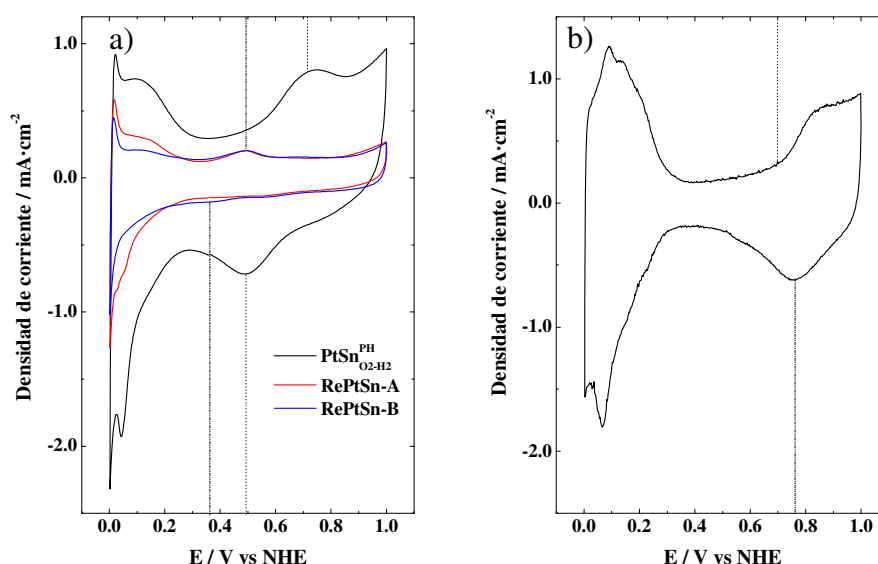 a)
1.0
0.0
-1.0
-2.0
Densidad de corriente / mA·cm-2
PtSn PH O2-H2
RePtSn-A
RePtSn-B
0.0 0.2 0.4 0.6 0.8 1.0
E / V vs NHE
b)
1.0
0.0
-1.0
-2.0
Densidad de corriente / mA·cm-2
0.0 0.2 0.4 0.6 0.8 1.0
E / V vs NHE